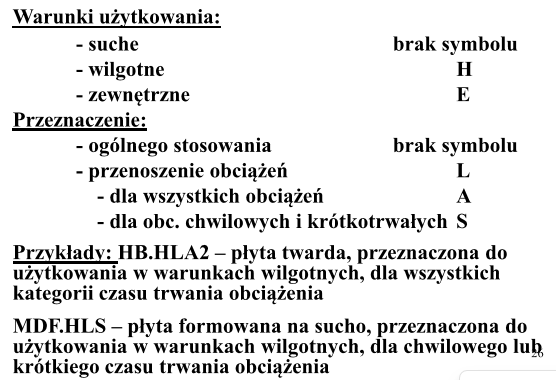 Warunki użytkowania:
- suche brak symbolu
- wilgotne H
- zewnętrzne E
Przeznaczenie:
- ogólnego stosowania brak symbolu
- przenoszenie obciążeń L
- dla wszystkich obciążeń A
- dla obc. chwilowych i krótkotrwałych S
Przykłady: HB.HLA2 – płyta twarda, przeznaczona do
użytkowania w warunkach wilgotnych, dla wszystkich
kategorii czasu trwania obciążenia
MDF.HLS – płyta formowana na sucho, przeznaczona do
użytkowania w warunkach wilgotnych, dla chwilowego lub
krótkiego czasu trwania obciążenia
26